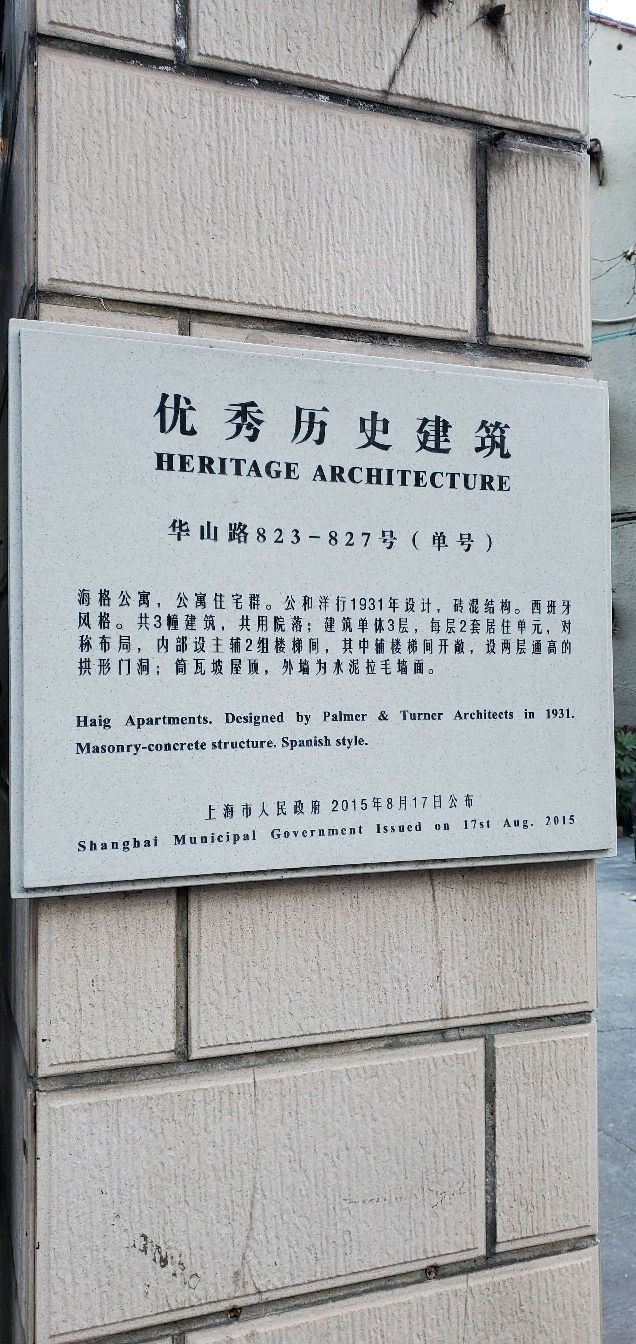 优秀历史建筑
HERITAGE ARCHITECTURE
华山路823-827号（单号）
海格公寓，公寓住宅群。公和洋行1931年设计，砖混结构。西班牙
风格。共3幢建筑，共用院落；建筑单体3层，每层2套居住单元，对
称布局，内部设主辅2组楼梯间，其中辅楼梯间开敞，设两层通高的
拱形门洞；筒瓦坡屋顶，外墙为水泥拉毛墙面。
Haig Apartments. Designed by Palmer & Turner Architects in 1931.
Masonry-concrete structure. Spanish style.
上海市人民政府 2015年8月17日公布
Shanghai Municipal Government Issued on 17st Aug. 2015